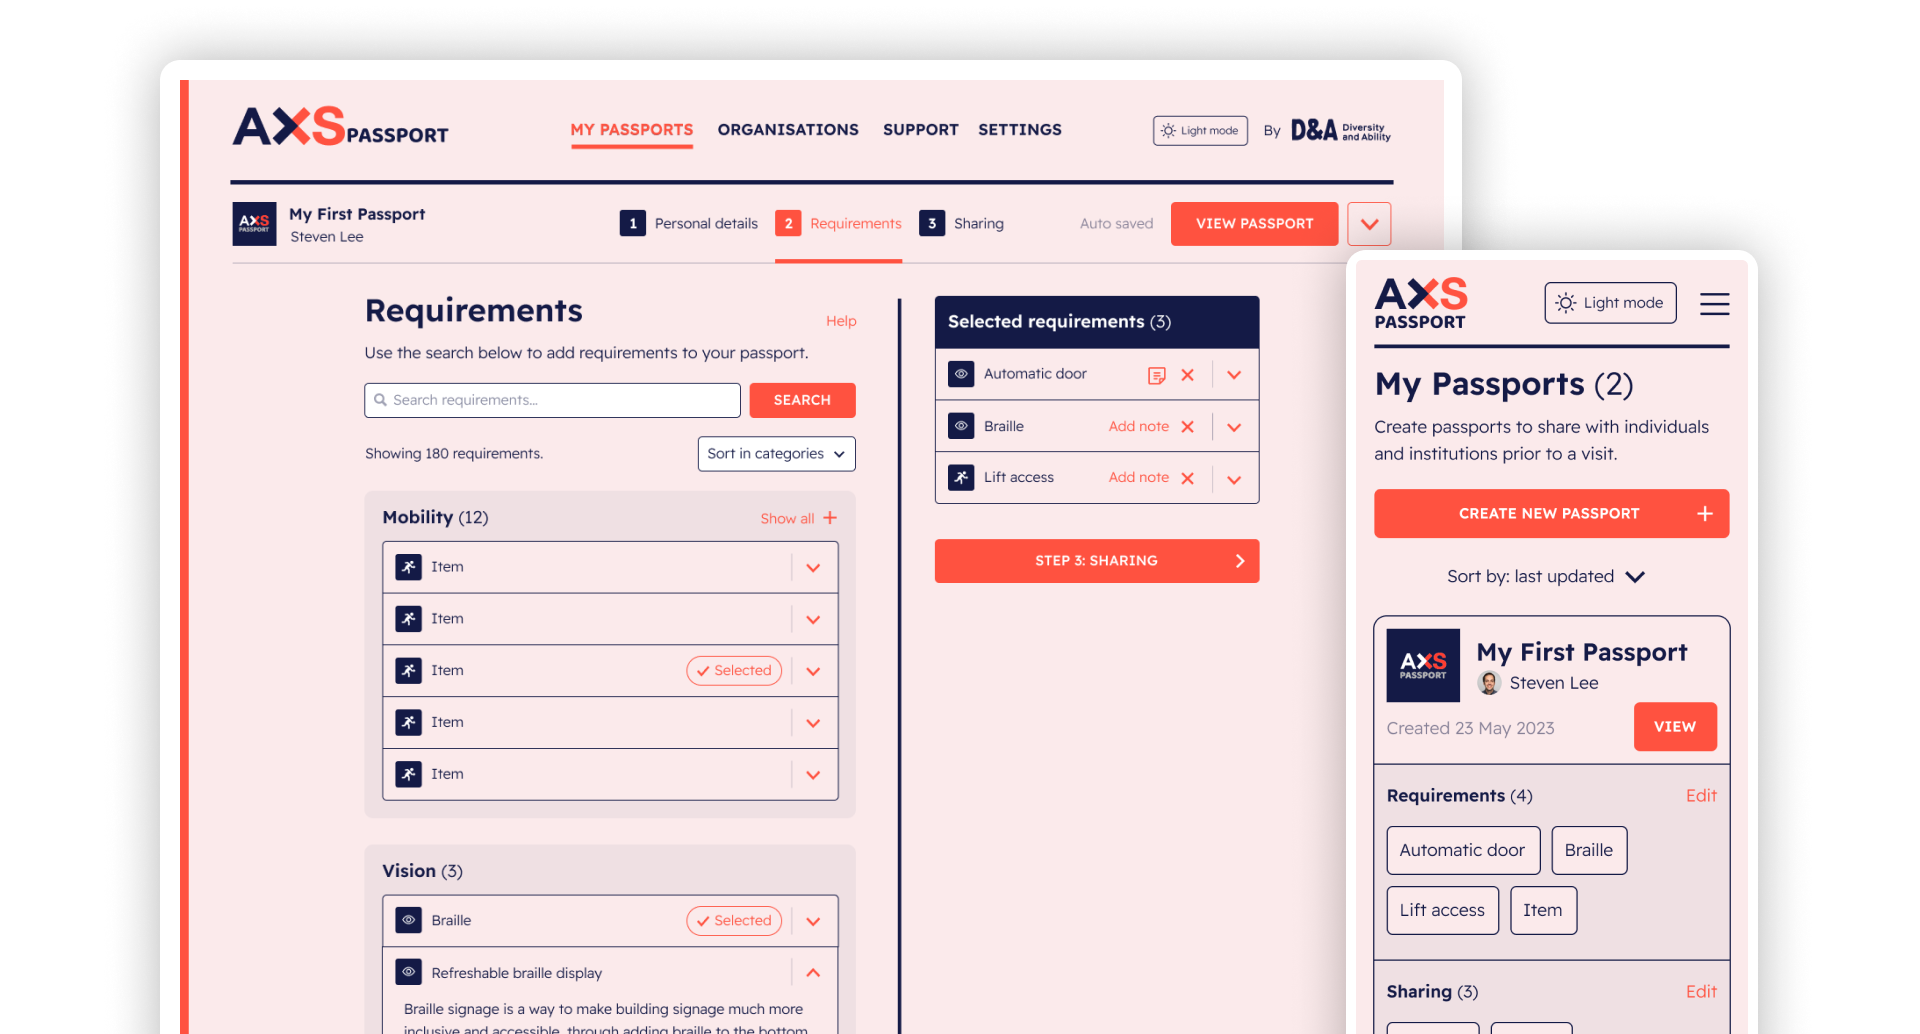 AXS PASSPORT
MY PASSPORTS
ORGANISATIONS
SUPPORT
SETTINGS
Light mode
By
D&A Diversity
and Ability
AXS
PASSPORT
My First Passport
Steven Lee
1 Personal details
2 Requirements
3 Sharing
Auto saved
VIEW PASSPORT
Requirements
Help
Use the search below to add requirements to your passport.
Search requirements...
SEARCH
Showing 180 requirements.
Sort in categories
Mobility (12)
Show all
Item
Item
Item
Selected
Item
Item
Vision (3)
Braille
Selected
Refreshable braille display
Braille signage is a way to make building signage much more
inclusive and accessible, through adding braille to the bottom
Selected requirements (3)
Automatic door
Braille
Add note
Lift access
Add note
STEP 3: SHARING
AXS
PASSPORT
Light mode
My Passports (2)
Create passports to share with individuals
and institutions prior to a visit.
CREATE NEW PASSPORT
Sort by: last updated
AXS
PASSPORT
My First Passport
Steven Lee
Created 23 May 2023
VIEW
Requirements (4)
Edit
Automatic door
Braille
Lift access
Item
Sharing (3)
Edit